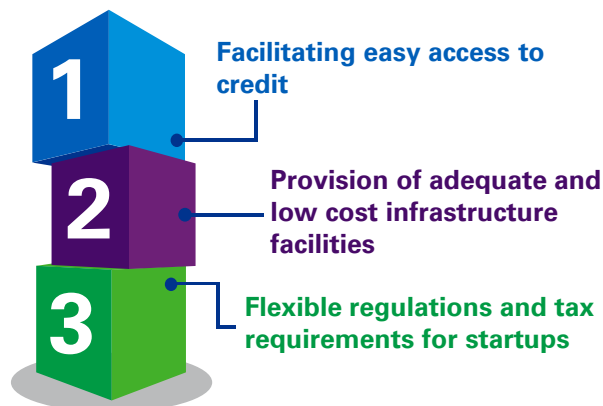 1
Facilitating easy access to
credit
2
Provision of adequate and
low cost infrastructure
facilities
3
Flexible regulations and tax
requirements for startups